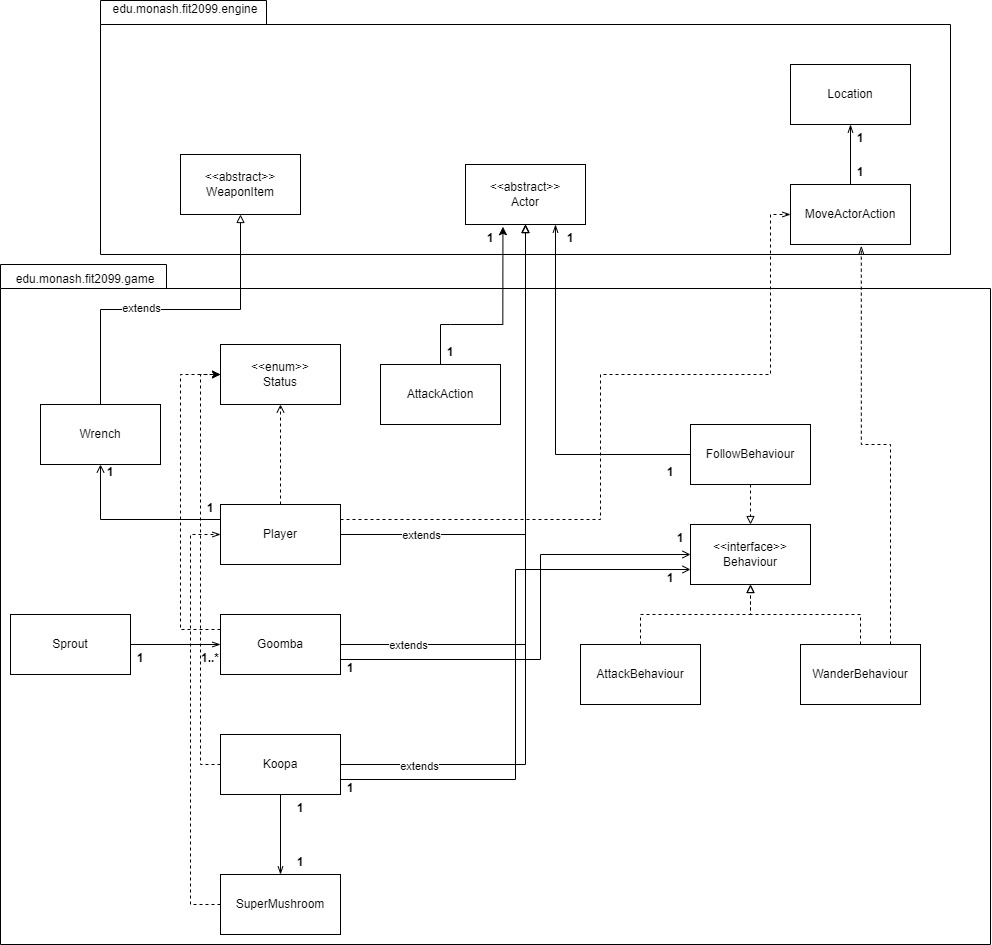 edu.monash.fit2099.engine
Location
1
<<abstract>>
WeaponItem
<<abstract>>
Actor
1
MoveActorAction
1
1
edu.monash.fit2099.game
extends
1
<<enum>>
Status
AttackAction
Wrench
1
FollowBehaviour
1
1
Player
extends
1
<<interface>>
Behaviour
1
Sprout
1
1..*
Goomba
extends
1
AttackBehaviour
WanderBehaviour
Koopa
extends
1
1
1
SuperMushroom